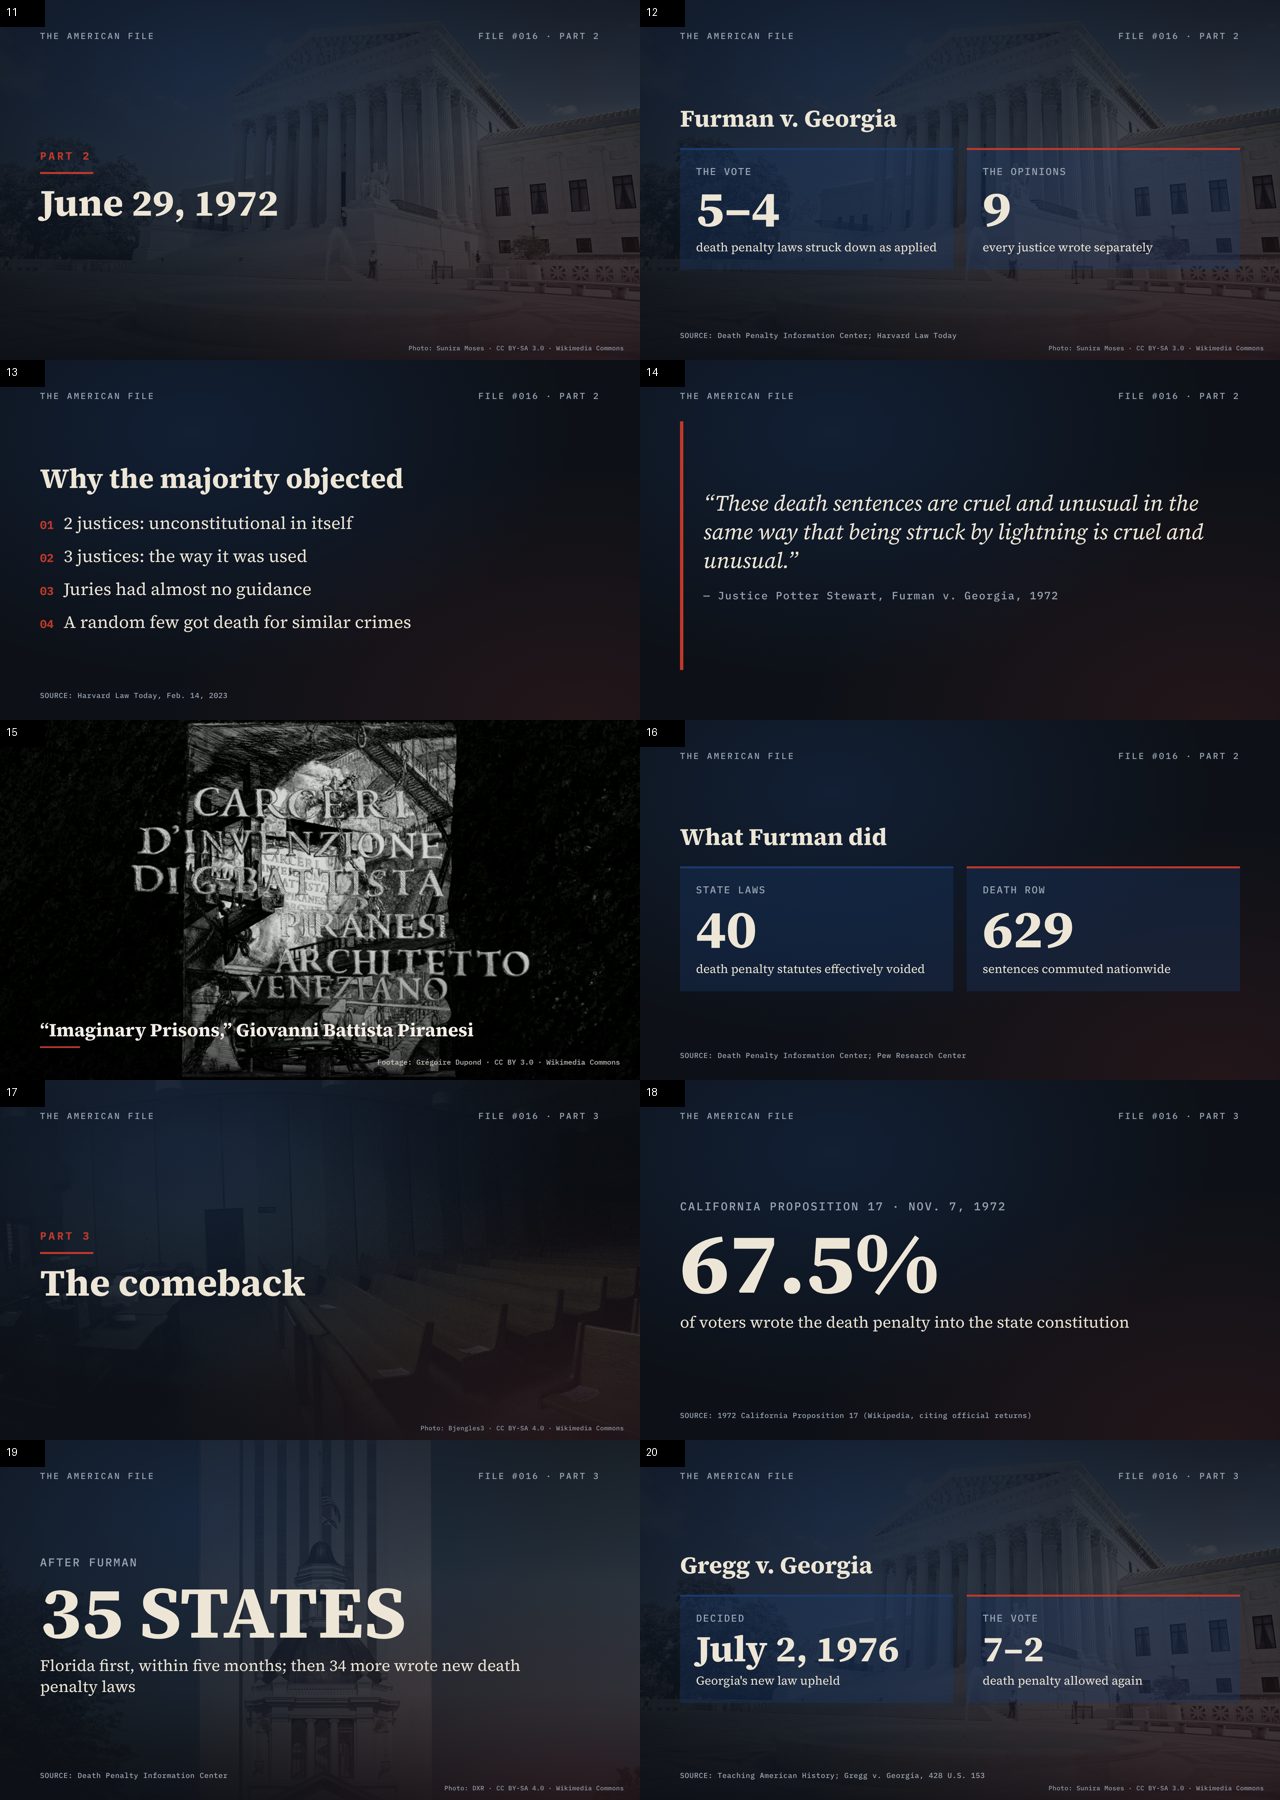 11
THE AMERICAN FILE
FILE #016 · PART 2
PART 2
June 29, 1972
Photo: Sunira Moses · CC BY-SA 3.0 · Wikimedia Commons
12
THE AMERICAN FILE
FILE #016 · PART 2
Furman v. Georgia
THE VOTE
5–4
death penalty laws struck down as applied
THE OPINIONS
9
every justice wrote separately
SOURCE: Death Penalty Information Center; Harvard Law Today
Photo: Sunira Moses · CC BY-SA 3.0 · Wikimedia Commons
13
THE AMERICAN FILE
FILE #016 · PART 2
Why the majority objected
01 2 justices: unconstitutional in itself
02 3 justices: the way it was used
03 Juries had almost no guidance
04 A random few got death for similar crimes
SOURCE: Harvard Law Today, Feb. 14, 2023
14
THE AMERICAN FILE
FILE #016 · PART 2
“These death sentences are cruel and unusual in the
same way that being struck by lightning is cruel and
unusual.”
— Justice Potter Stewart, Furman v. Georgia, 1972
15
CARCERI
D'INVENZIONE
DI G. BATTISTA
PIRANESI
ARCHITETTO
VENEZIANO
“Imaginary Prisons,” Giovanni Battista Piranesi
Footage: Grégoire Dupond · CC BY 3.0 · Wikimedia Commons
16
THE AMERICAN FILE
FILE #016 · PART 2
What Furman did
STATE LAWS
40
death penalty statutes effectively voided
DEATH ROW
629
sentences commuted nationwide
SOURCE: Death Penalty Information Center; Pew Research Center
17
THE AMERICAN FILE
FILE #016 · PART 3
PART 3
The comeback
Photo: Bjengles3 · CC BY-SA 4.0 · Wikimedia Commons
18
THE AMERICAN FILE
FILE #016 · PART 3
CALIFORNIA PROPOSITION 17 · NOV. 7, 1972
67.5%
of voters wrote the death penalty into the state constitution
SOURCE: 1972 California Proposition 17 (Wikipedia, citing official returns)
19
THE AMERICAN FILE
FILE #016 · PART 3
AFTER FURMAN
35 STATES
Florida first, within five months; then 34 more wrote new death
penalty laws
SOURCE: Death Penalty Information Center
Photo: DXR · CC BY-SA 4.0 · Wikimedia Commons
20
THE AMERICAN FILE
FILE #016 · PART 3
Gregg v. Georgia
DECIDED
July 2, 1976
Georgia's new law upheld
THE VOTE
7–2
death penalty allowed again
SOURCE: Teaching American History; Gregg v. Georgia, 428 U.S. 153
Photo: Sunira Moses · CC BY-SA 3.0 · Wikimedia Commons